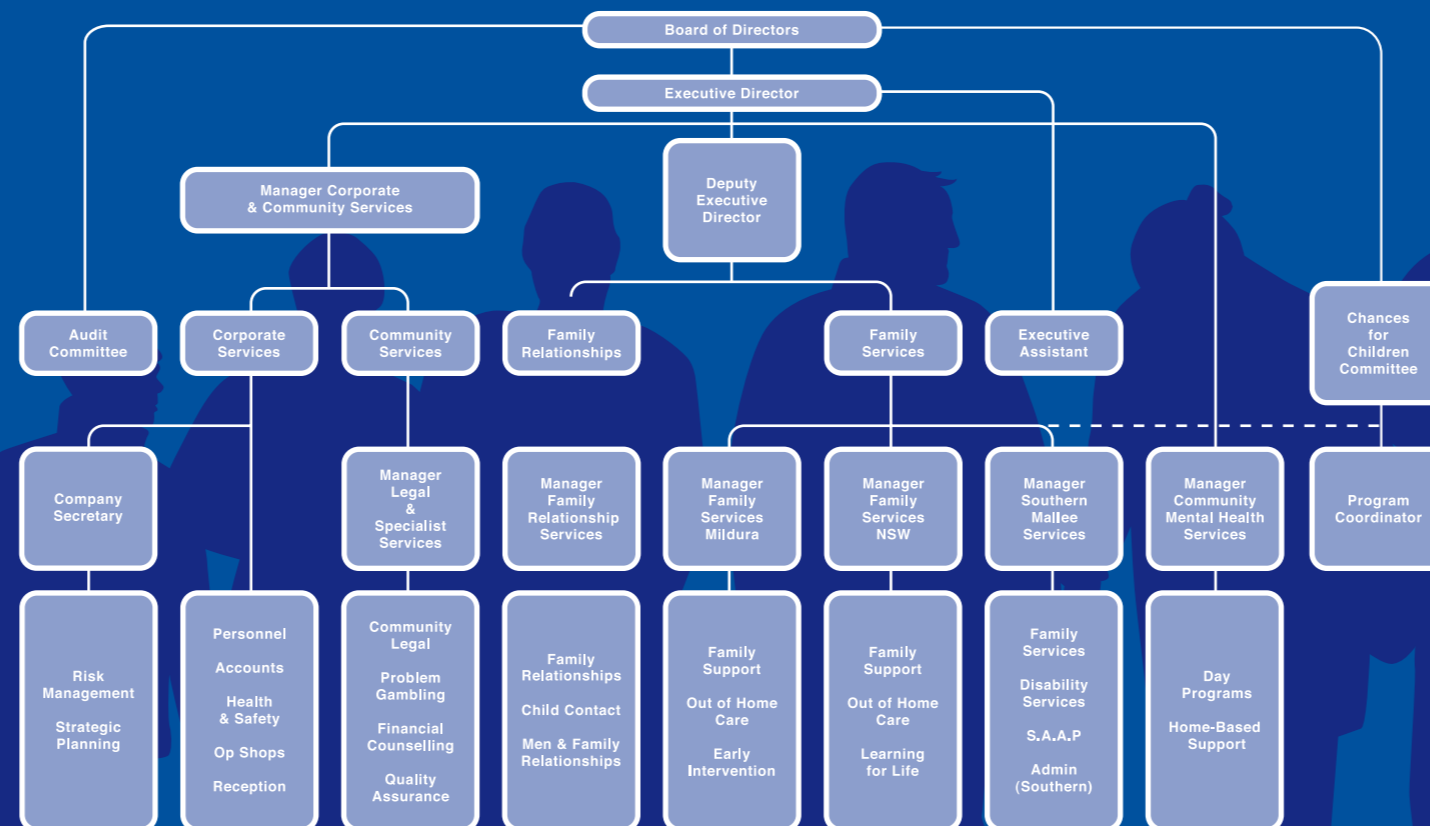 Board of Directors
Executive Director
Manager Corporate
& Community Services
Deputy
Executive
Director
Audit
Committee
Corporate
Services
Community
Services
Family
Relationships
Family
Services
Executive
Assistant
Chances
for
Children
Committee
Company
Secretary
Manager
Legal
&
Specialist
Services
Manager
Family
Relationship
Services
Manager
Family
Services
Mildura
Manager
Family
Services
NSW
Manager
Southern
Mallee
Services
Manager
Community
Mental Health
Services
Program
Coordinator
Risk
Management
Strategic
Planning
Personnel
Accounts
Health
& Safety
Op Shops
Reception
Community
Legal
Problem
Gambling
Financial
Counselling
Quality
Assurance
Family
Relationships
Child Contact
Men & Family
Relationships
Family
Support
Out of Home
Care
Early
Intervention
Family
Support
Out of Home
Care
Learning
for Life
Family
Services
Disability
Services
S.A.A.P
Admin
(Southern)
Day
Programs
Home-Based
Support